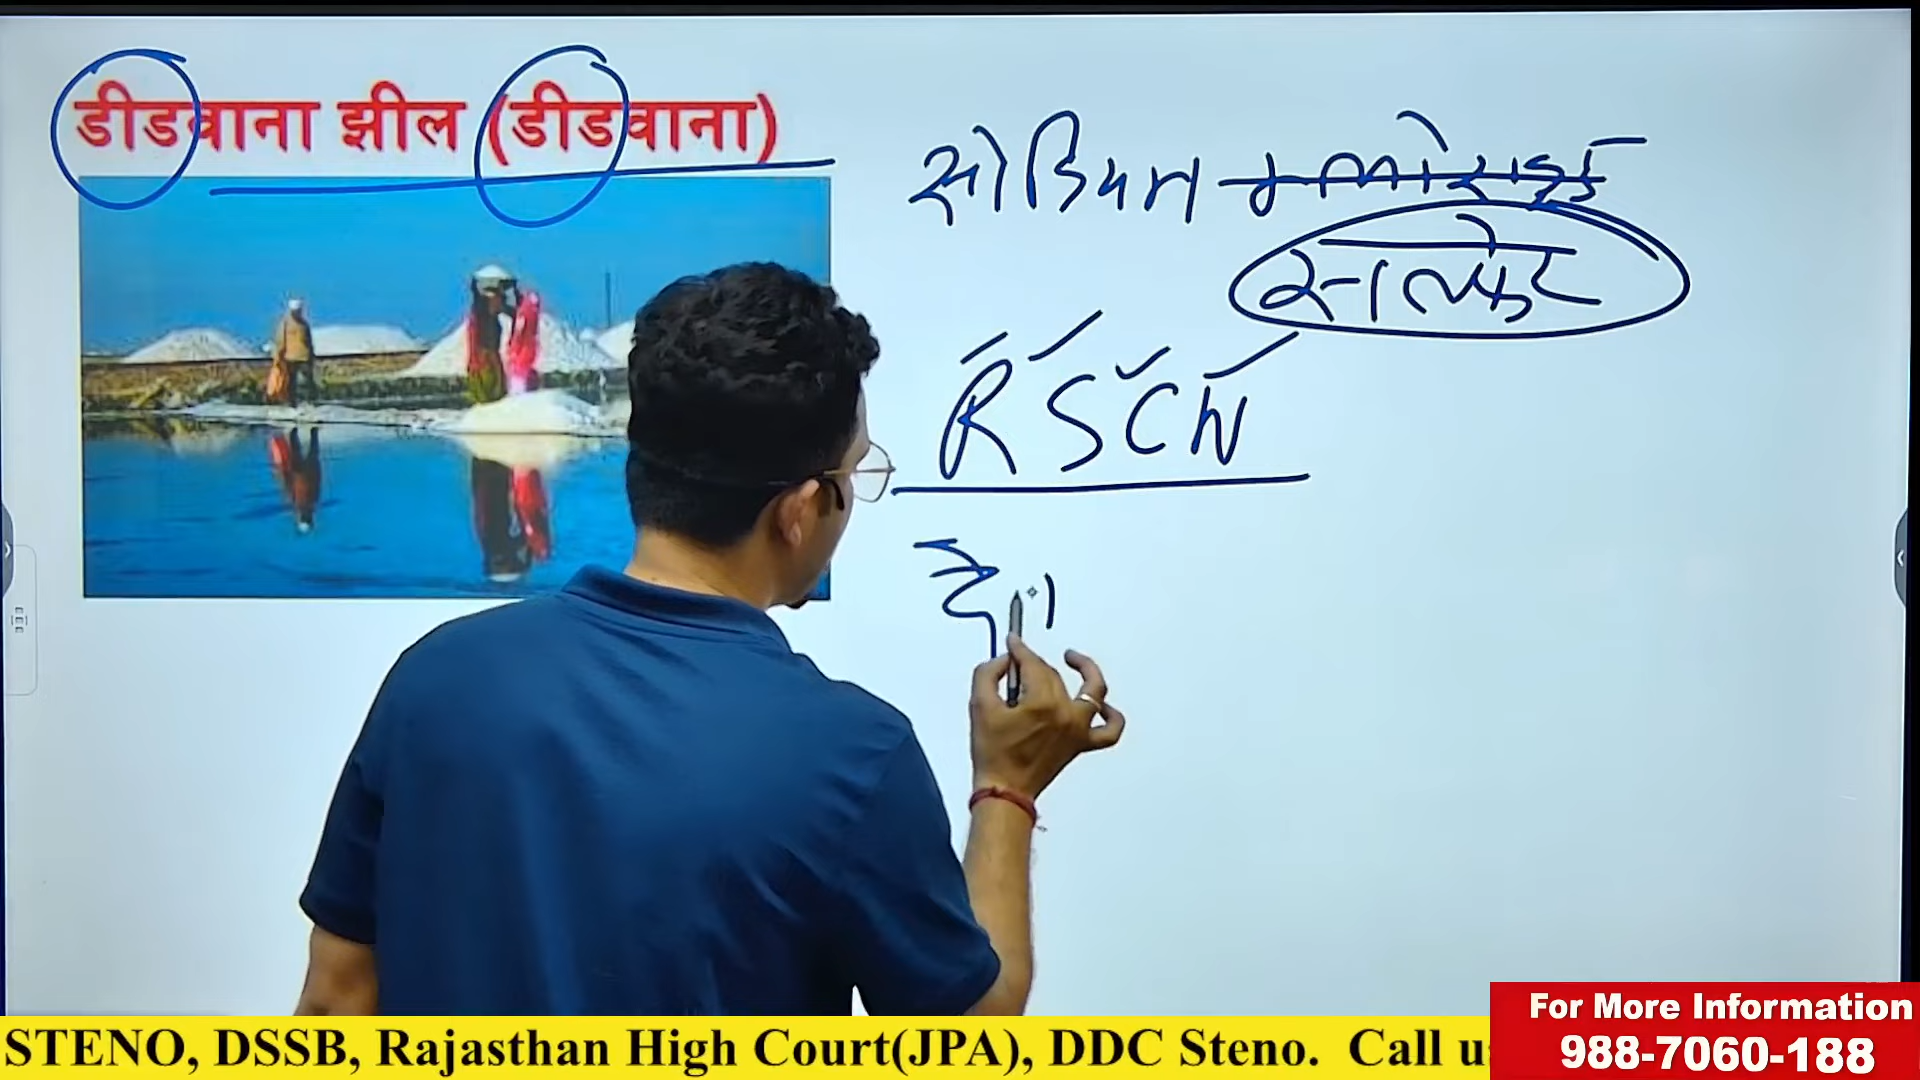 डीडवाना झील (डीडवाना)
सोडियम क्लोराइड
सल्फेट
RSCN
STENO, DSSB, Rajasthan High Court(JPA), DDC Steno. Call u
For More Information
988-7060-188